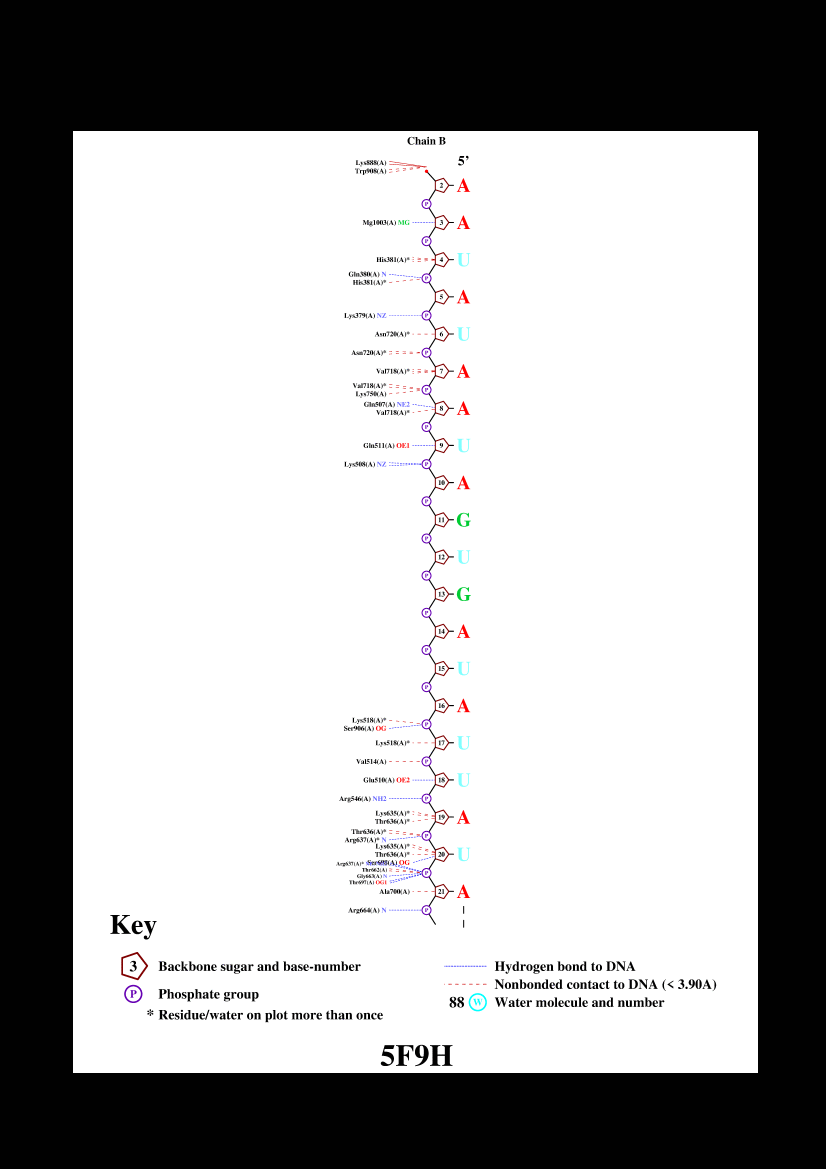 Chain B
5’
Lys888(A)
Trp908(A)
2 A
P
Mg1003(A) MG 3 A
P
His381(A)* 4 U
Gln380(A) N
P
His381(A)*
5 A
Lys379(A) NZ P
Asn720(A)* 6 U
Asn720(A)* P
Val718(A)* 7 A
Val718(A)*
P
Lys750(A)
Gln507(A) NE2
8 A
Val718(A)*
P
Gln511(A) OE1 9 U
Lys508(A) NZ P
10 A
P
11 G
P
12 U
P
13 G
P
14 A
P
15 U
P
16 A
Lys518(A)*
P
Ser906(A) OG
Lys518(A)* 17 U
Val514(A) P
Glu510(A) OE2 18 U
Arg546(A) NH2 P
Lys635(A)*
19 A
Thr636(A)*
Thr636(A)*
P
Arg637(A)* N
Lys635(A)*
Thr636(A)* 20 U
Arg637(A)* OG
Thr662(A)
P
Gly663(A) N
Thr697(A) OG1
Ala700(A) 21 A
Arg664(A) N P
Key
3 Backbone sugar and base-number
P Phosphate group
* Residue/water on plot more than once
Hydrogen bond to DNA
Nonbonded contact to DNA (< 3.90A)
88 W Water molecule and number
5F9H